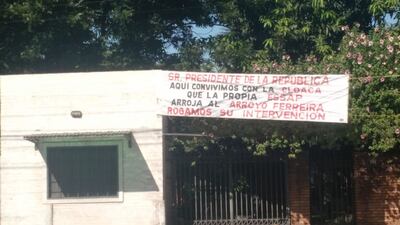 SR. PRESIDENTE DE LA REPUBLICA
AQUI CONVIVIMOS CON LA CLOACA
QUE LA PROPIA ESSAP
ARROJA AL ARROYO FERREIRA
ROGAMOS SU INTERVENCIÓN